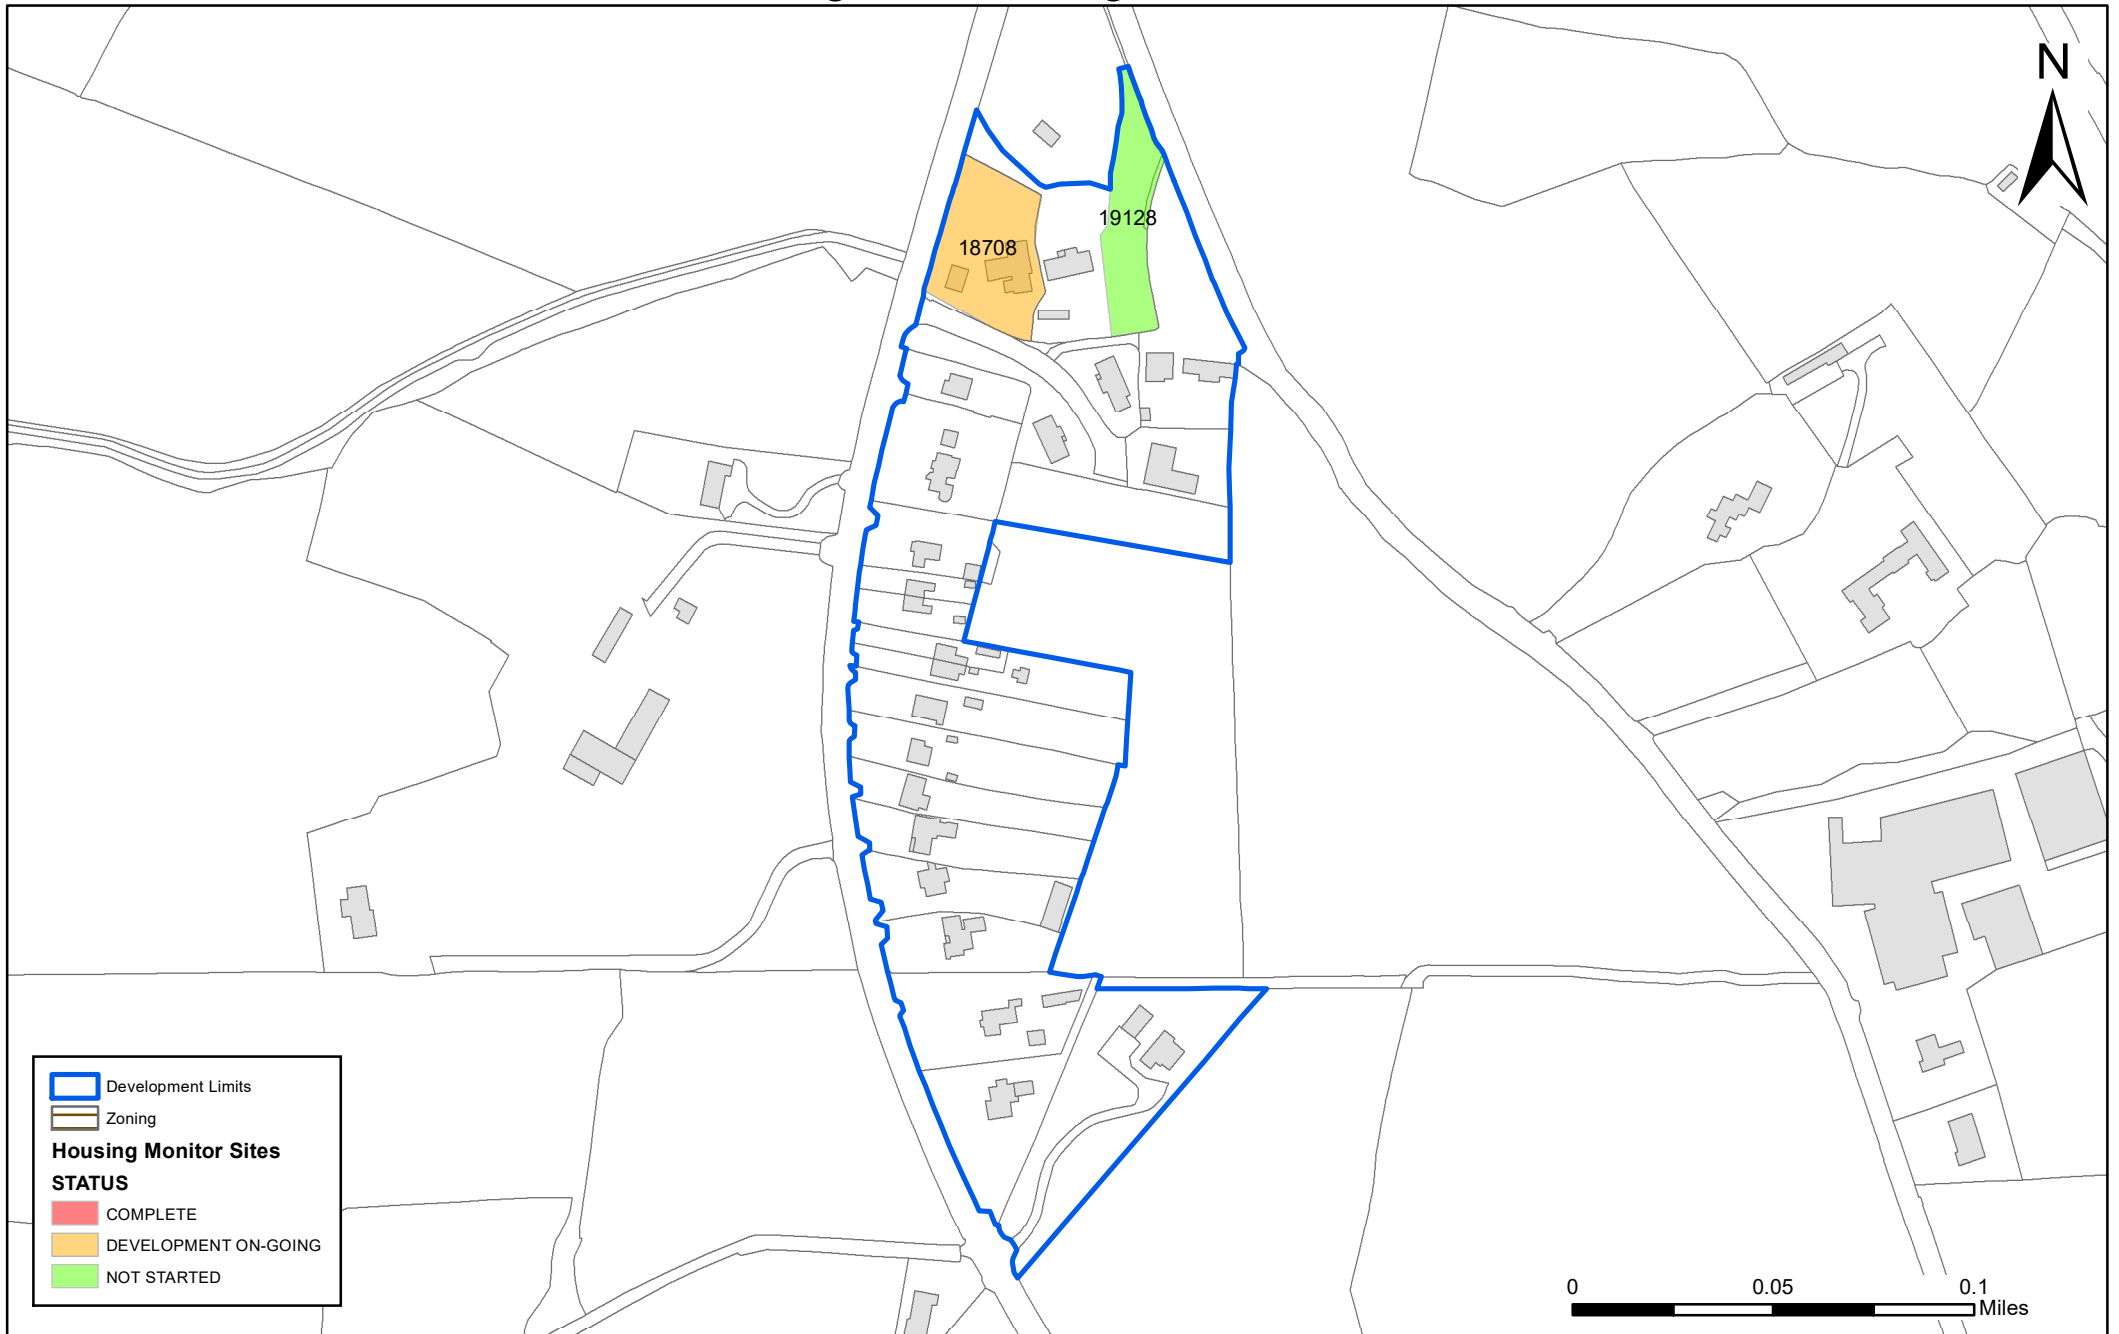 N
19128
18708
Development Limits
Zoning
Housing Monitor Sites
STATUS
COMPLETE
DEVELOPMENT ON-GOING
NOT STARTED
0 0.05 0.1
Miles